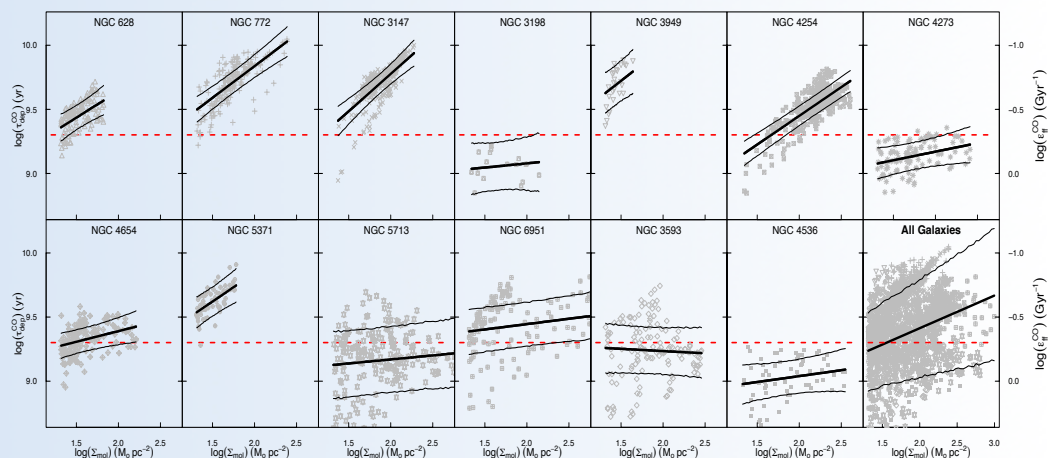 NGC 628 NGC 772 NGC 3147 NGC 3198 NGC 3949 NGC 4254 NGC 4273
10.0 −1.0
log(τ_dep^CO) (yr) 9.5 −0.5 log(ε_ff^CO) (Gyr⁻¹)
9.0 0.0
NGC 4654 NGC 5371 NGC 5713 NGC 6951 NGC 3593 NGC 4536 All Galaxies
10.0 −1.0
log(τ_dep^CO) (yr) 9.5 −0.5 log(ε_ff^CO) (Gyr⁻¹)
9.0 0.0
1.5 2.0 2.5 1.5 2.0 2.5 1.5 2.0 2.5 1.5 2.0 2.5 1.5 2.0 2.5 1.5 2.0 2.5 1.5 2.0 2.5 3.0
log(Σmol) (M⊙ pc⁻²) log(Σmol) (M⊙ pc⁻²) log(Σmol) (M⊙ pc⁻²) log(Σmol) (M⊙ pc⁻²) log(Σmol) (M⊙ pc⁻²) log(Σmol) (M⊙ pc⁻²) log(Σmol) (M⊙ pc⁻²)